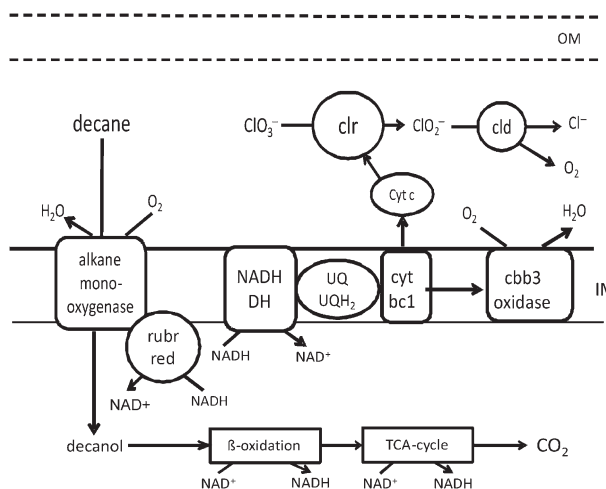 OM
decane
ClO₃⁻
clr
ClO₂⁻
cld
Cl⁻
O₂
Cyt c
H₂O
O₂
O₂
H₂O
alkane
mono-
oxygenase
NADH
DH
UQ
UQH₂
cyt
bc1
cbb3
oxidase
IM
rubr
red
NADH
NAD⁺
NAD+
NADH
decanol
ß-oxidation
TCA-cycle
CO₂
NAD⁺
NADH
NAD⁺
NADH